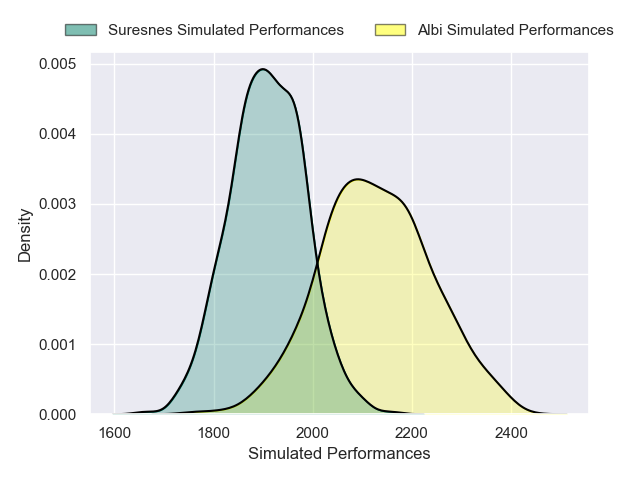 Suresnes Simulated Performances Albi Simulated Performances
0.005
0.004
0.003
0.002
0.001
0.000
Density
1600 1800 2000 2200 2400
Simulated Performances